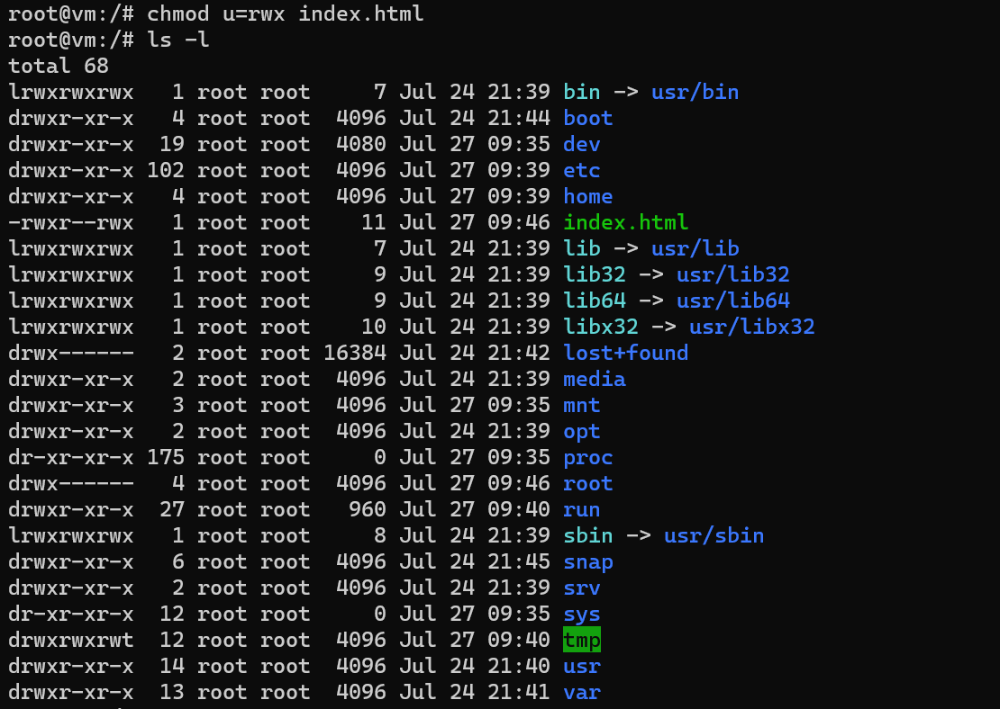 root@vm:/# chmod u=rwx index.html
root@vm:/# ls -l
total 68
lrwxrwxrwx   1 root root     7 Jul 24 21:39 bin -> usr/bin
drwxr-xr-x   4 root root  4096 Jul 24 21:44 boot
drwxr-xr-x  19 root root  4080 Jul 27 09:35 dev
drwxr-xr-x 102 root root  4096 Jul 27 09:39 etc
drwxr-xr-x   4 root root  4096 Jul 27 09:39 home
-rwxr--rwx   1 root root    11 Jul 27 09:46 index.html
lrwxrwxrwx   1 root root     7 Jul 24 21:39 lib -> usr/lib
lrwxrwxrwx   1 root root     9 Jul 24 21:39 lib32 -> usr/lib32
lrwxrwxrwx   1 root root     9 Jul 24 21:39 lib64 -> usr/lib64
lrwxrwxrwx   1 root root    10 Jul 24 21:39 libx32 -> usr/libx32
drwx------   2 root root 16384 Jul 24 21:42 lost+found
drwxr-xr-x   2 root root  4096 Jul 24 21:39 media
drwxr-xr-x   3 root root  4096 Jul 27 09:35 mnt
drwxr-xr-x   2 root root  4096 Jul 24 21:39 opt
dr-xr-xr-x 175 root root     0 Jul 27 09:35 proc
drwx------   4 root root  4096 Jul 27 09:46 root
drwxr-xr-x  27 root root   960 Jul 27 09:40 run
lrwxrwxrwx   1 root root     8 Jul 24 21:39 sbin -> usr/sbin
drwxr-xr-x   6 root root  4096 Jul 24 21:45 snap
drwxr-xr-x   2 root root  4096 Jul 24 21:39 srv
dr-xr-xr-x  12 root root     0 Jul 27 09:35 sys
drwxrwxrwt  12 root root  4096 Jul 27 09:40 tmp
drwxr-xr-x  14 root root  4096 Jul 24 21:40 usr
drwxr-xr-x  13 root root  4096 Jul 24 21:41 var